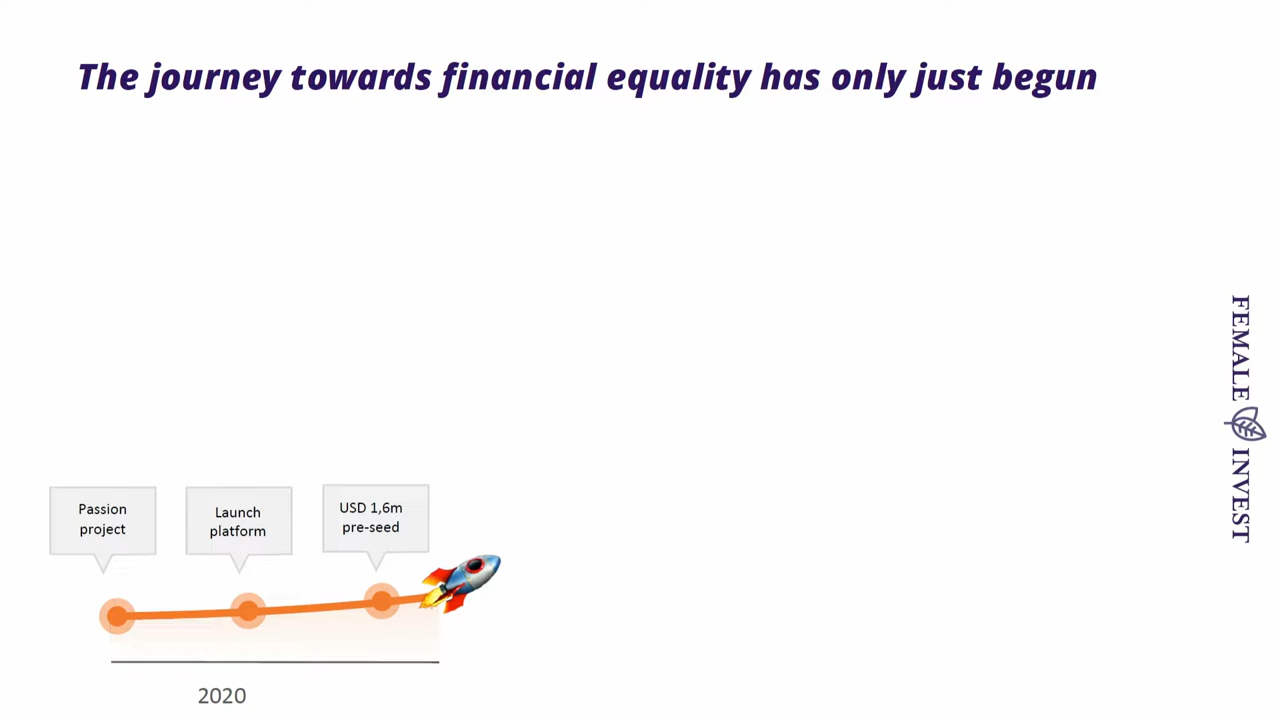 The journey towards financial equality has only just begun
Passion
project
Launch
platform
USD 1,6m
pre-seed
2020
FEMALE INVEST